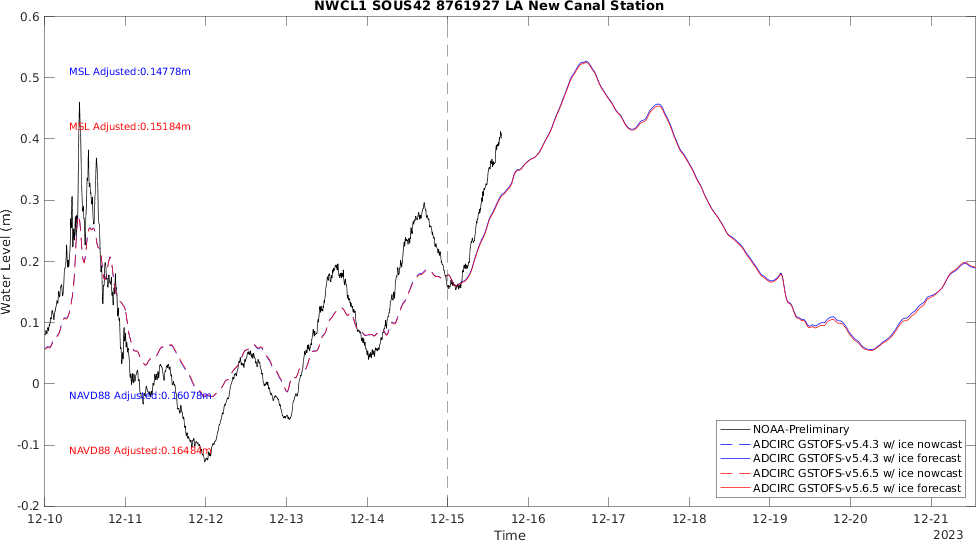 NWCL1 SOUS42 8761927 LA New Canal Station
0.6
0.5
0.4
0.3
0.2
0.1
0
-0.1
-0.2
Water Level (m)
MSL Adjusted:0.14778m
MSL Adjusted:0.15184m
NAVD88 Adjusted:0.16078m
NAVD88 Adjusted:0.16484m
NOAA-Preliminary
ADCIRC GSTOFS-v5.4.3 w/ ice nowcast
ADCIRC GSTOFS-v5.4.3 w/ ice forecast
ADCIRC GSTOFS-v5.6.5 w/ ice nowcast
ADCIRC GSTOFS-v5.6.5 w/ ice forecast
12-10 12-11 12-12 12-13 12-14 12-15 12-16 12-17 12-18 12-19 12-20 12-21
Time
2023